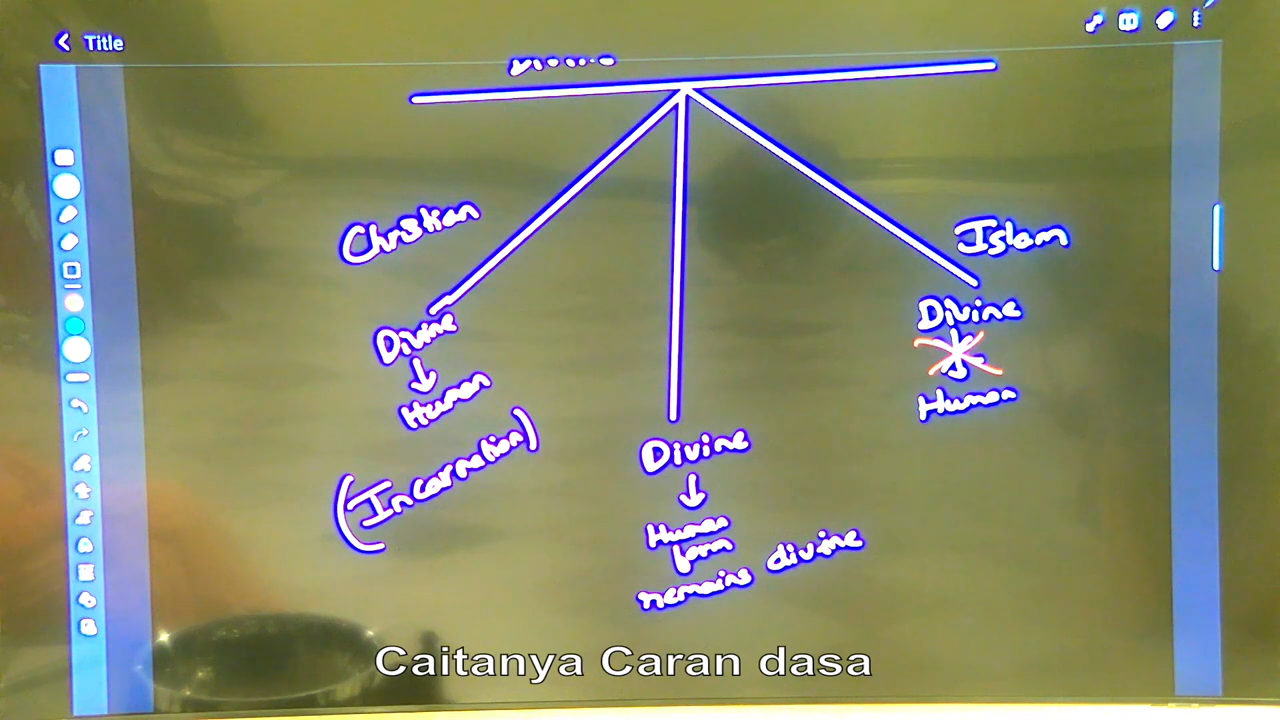 Title
Christian
Islam
Divine
Human
(Incarnation)
Divine
Human
form
remains divine
Divine
Human
Caitanya Caran dasa